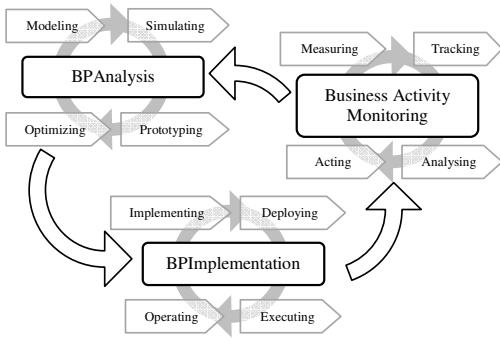 Modeling
Simulating
BPAnalysis
Optimizing
Prototyping
Measuring
Tracking
Business Activity
Monitoring
Acting
Analysing
Implementing
Deploying
BPImplementation
Operating
Executing